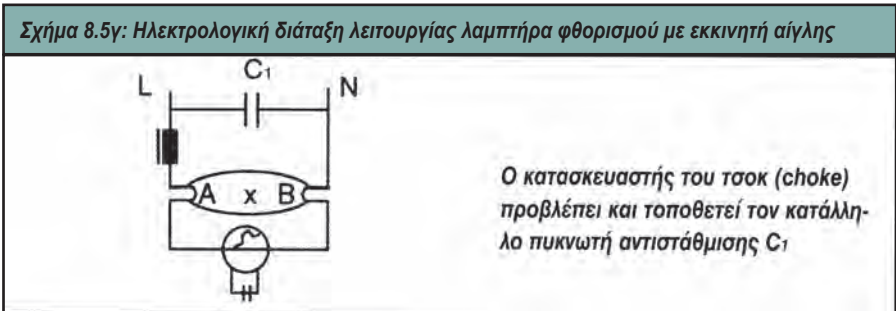 Σχήμα 8.5γ: Ηλεκτρολογική διάταξη λειτουργίας λαμπτήρα φθορισμού με εκκινητή αίγλης
C1
L
N
A x B
Ο κατασκευαστής του τσοκ (choke)
προβλέπει και τοποθετεί τον κατάλλη-
λο πυκνωτή αντιστάθμισης C1